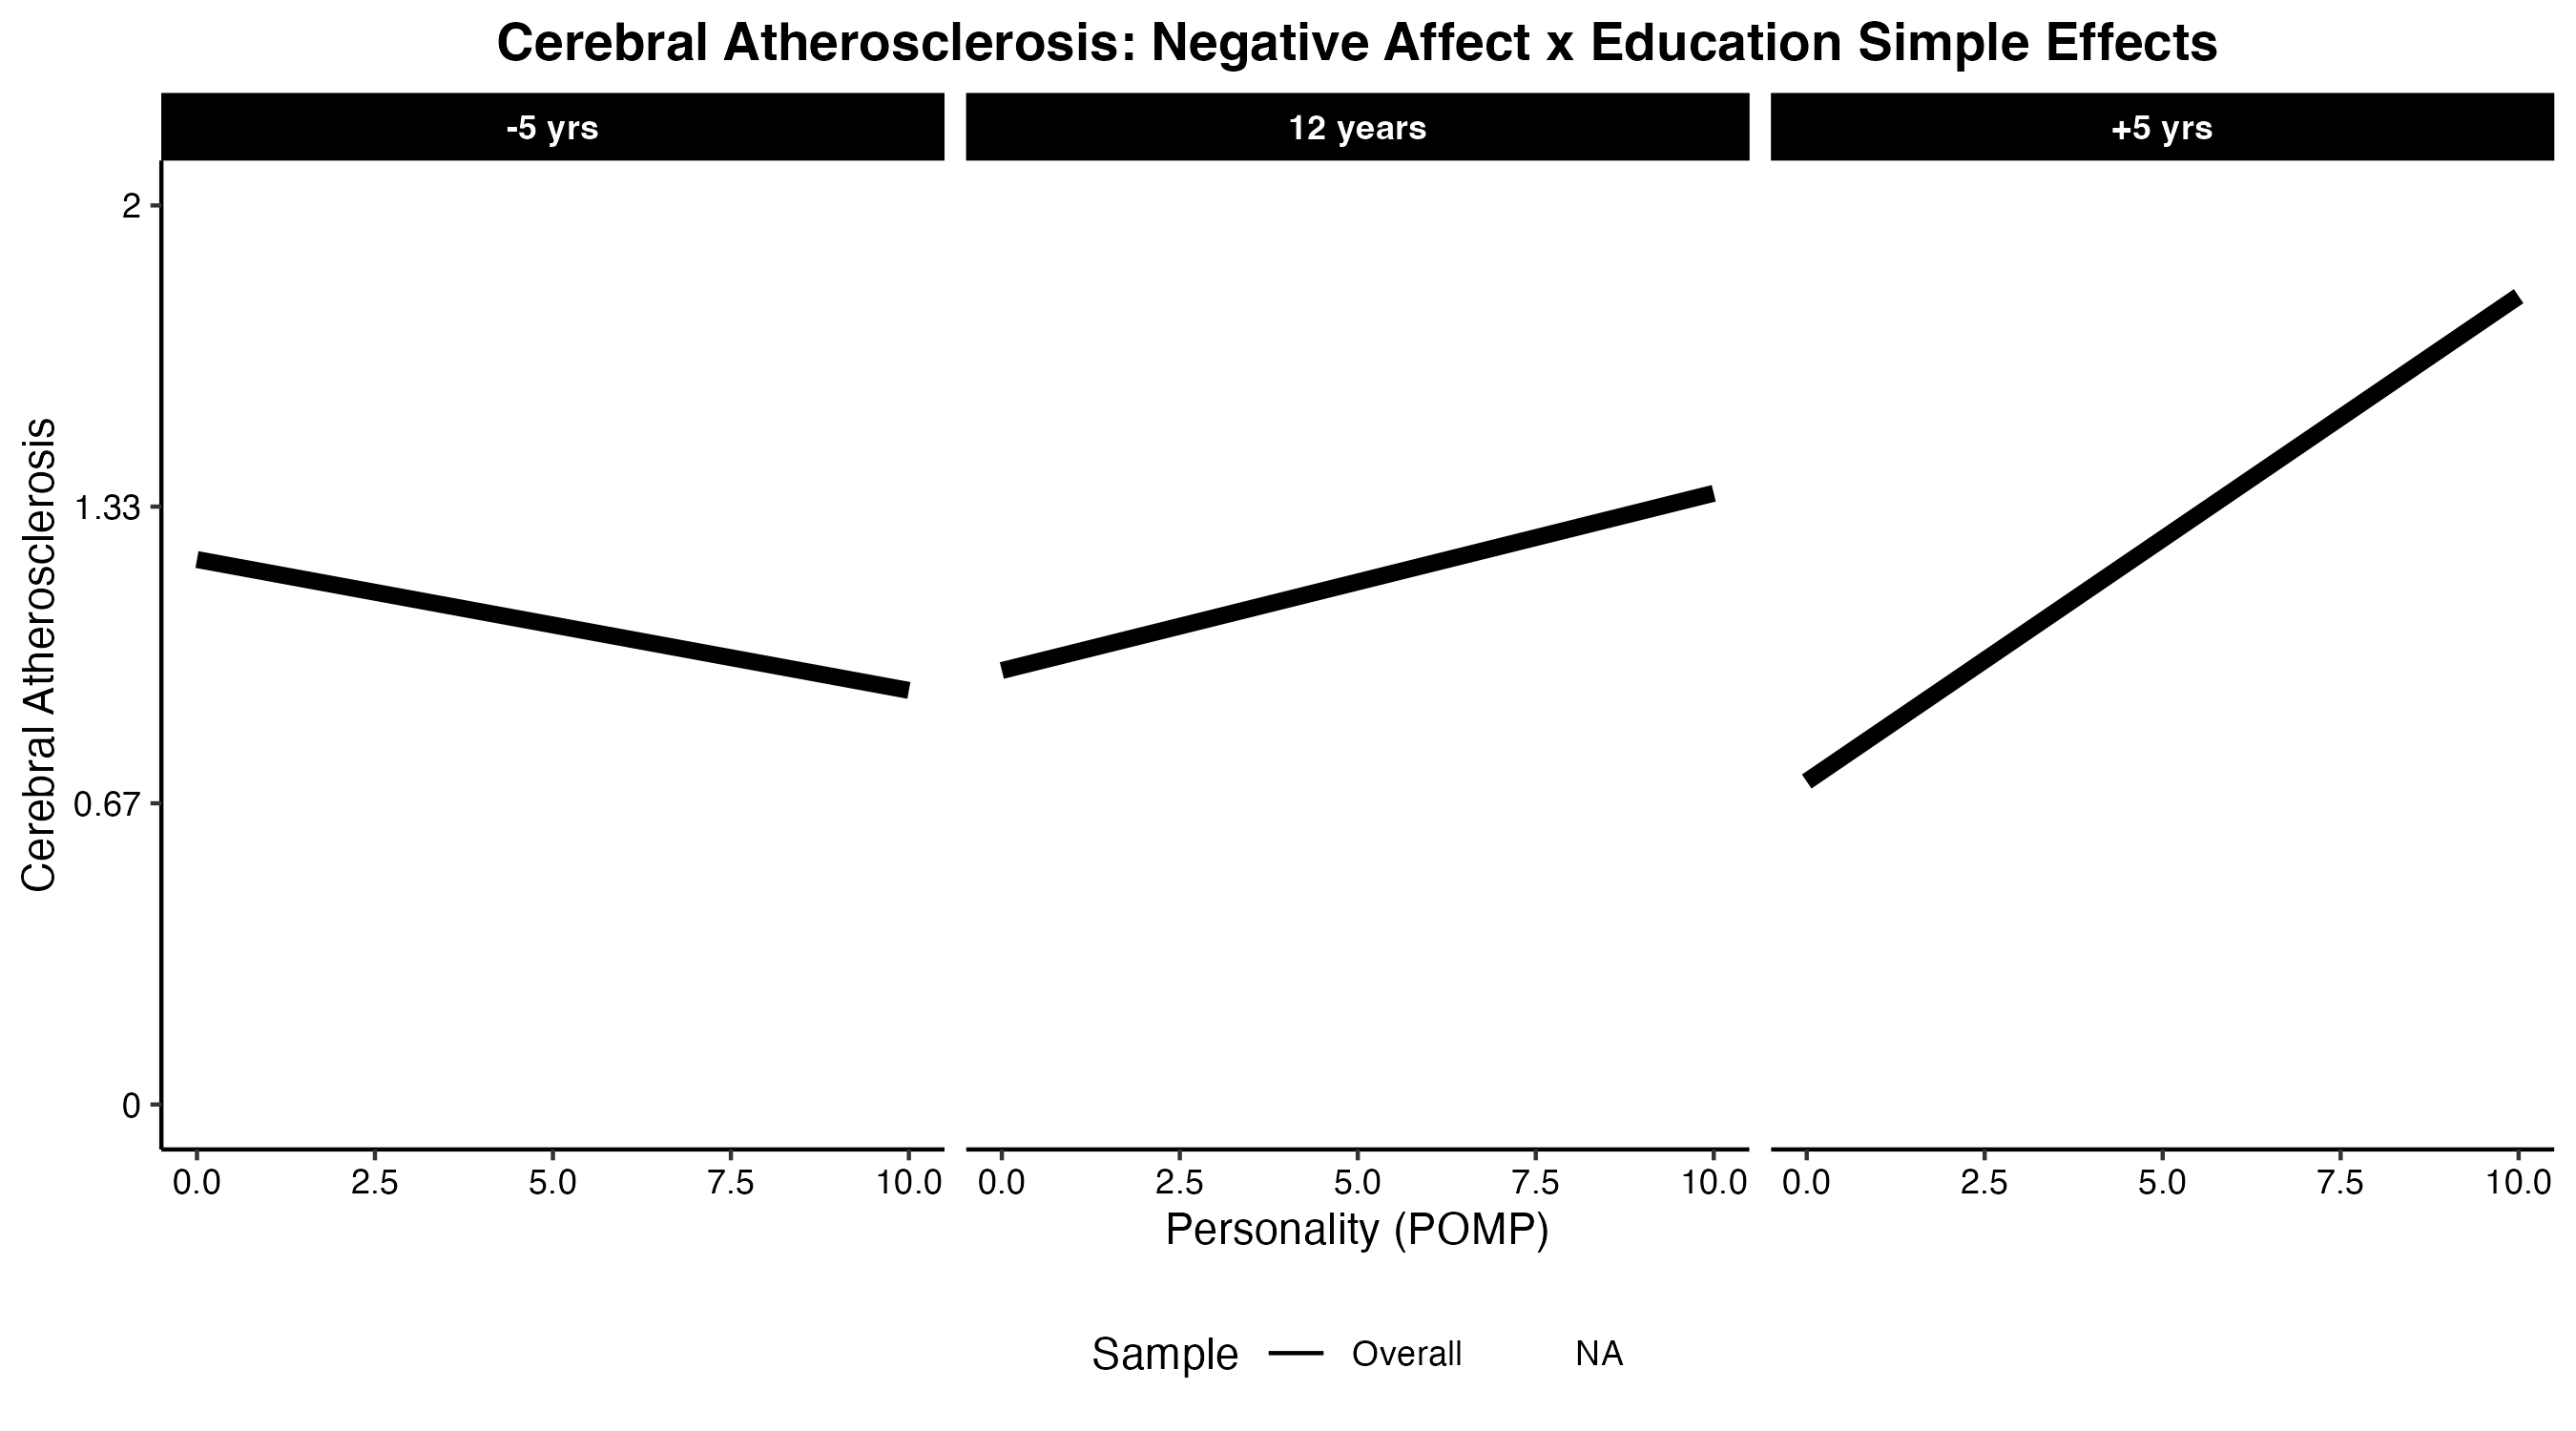 Cerebral Atherosclerosis: Negative Affect x Education Simple Effects
-5 yrs
12 years
+5 yrs
Cerebral Atherosclerosis
2
1.33
0.67
0
0.0 2.5 5.0 7.5 10.0
0.0 2.5 5.0 7.5 10.0
0.0 2.5 5.0 7.5 10.0
Personality (POMP)
Sample Overall NA